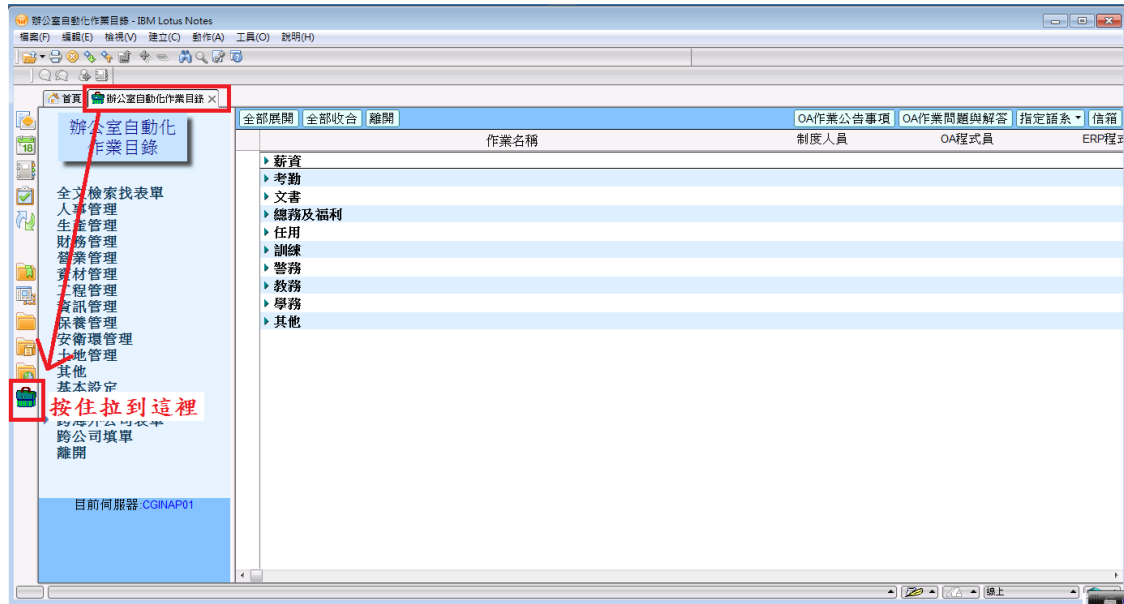 辦公室自動化作業目錄 - IBM Lotus Notes
檔案(F) 編輯(E) 檢視(V) 建立(C) 動作(A) 工具(O) 說明(H)
首頁 辦公室自動化作業目錄
辦公室自動化
作業目錄
全文檢索找表單
人事管理
生產管理
財務管理
營業管理
資材管理
工程管理
資訊管理
保養管理
安衛環管理
土地管理
其他
基本設定
按住拉到這裡
跨海外公司表單
跨公司填單
離開
目前伺服器:CGINAP01
全部展開 全部收合 離開 OA作業公告事項 OA作業問題與解答 指定語系 信箱
作業名稱 制度人員 OA程式員 ERP程
薪資
考勤
文書
總務及福利
任用
訓練
警務
教務
學務
其他
18
線上